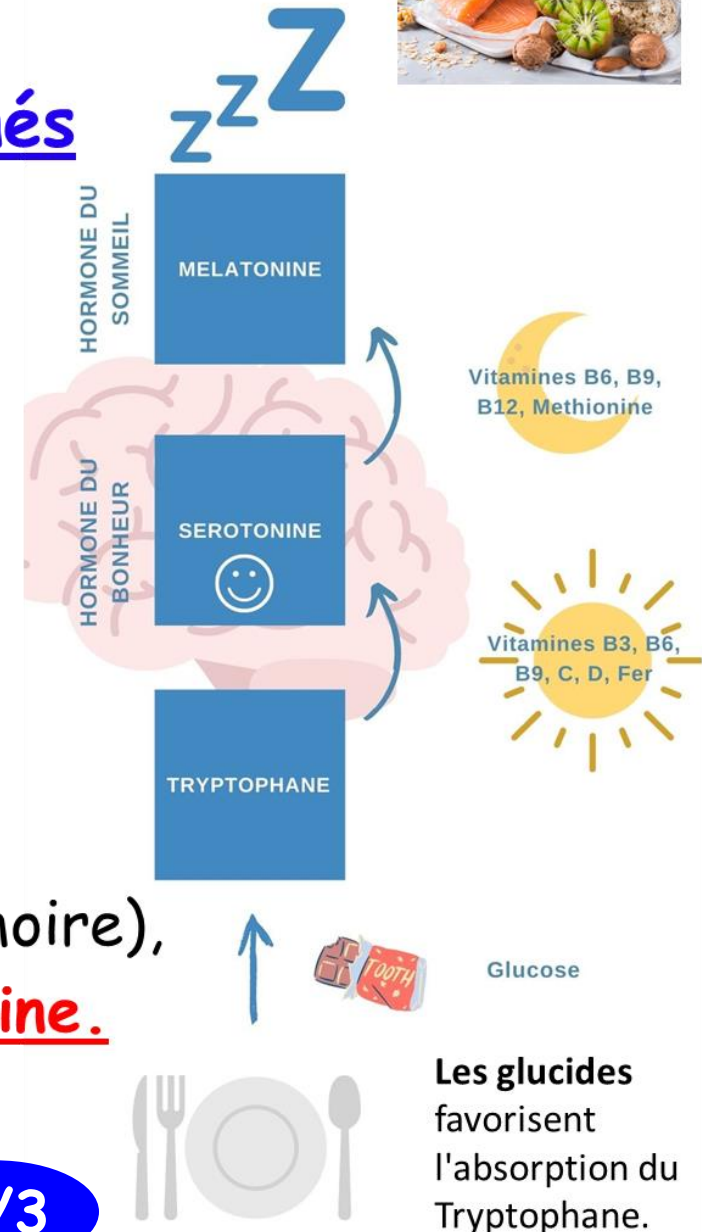 és
zzZ
HORMONE DU
SOMMEIL
MELATONINE
Vitamines B6, B9,
B12, Methionine
HORMONE DU
BONHEUR
SEROTONINE
Vitamines B3, B6,
B9, C, D, Fer
TRYPTOPHANE
noire),
ine.
TOOTH
Glucose
Les glucides
favorisent
l'absorption du
Tryptophane.
/3